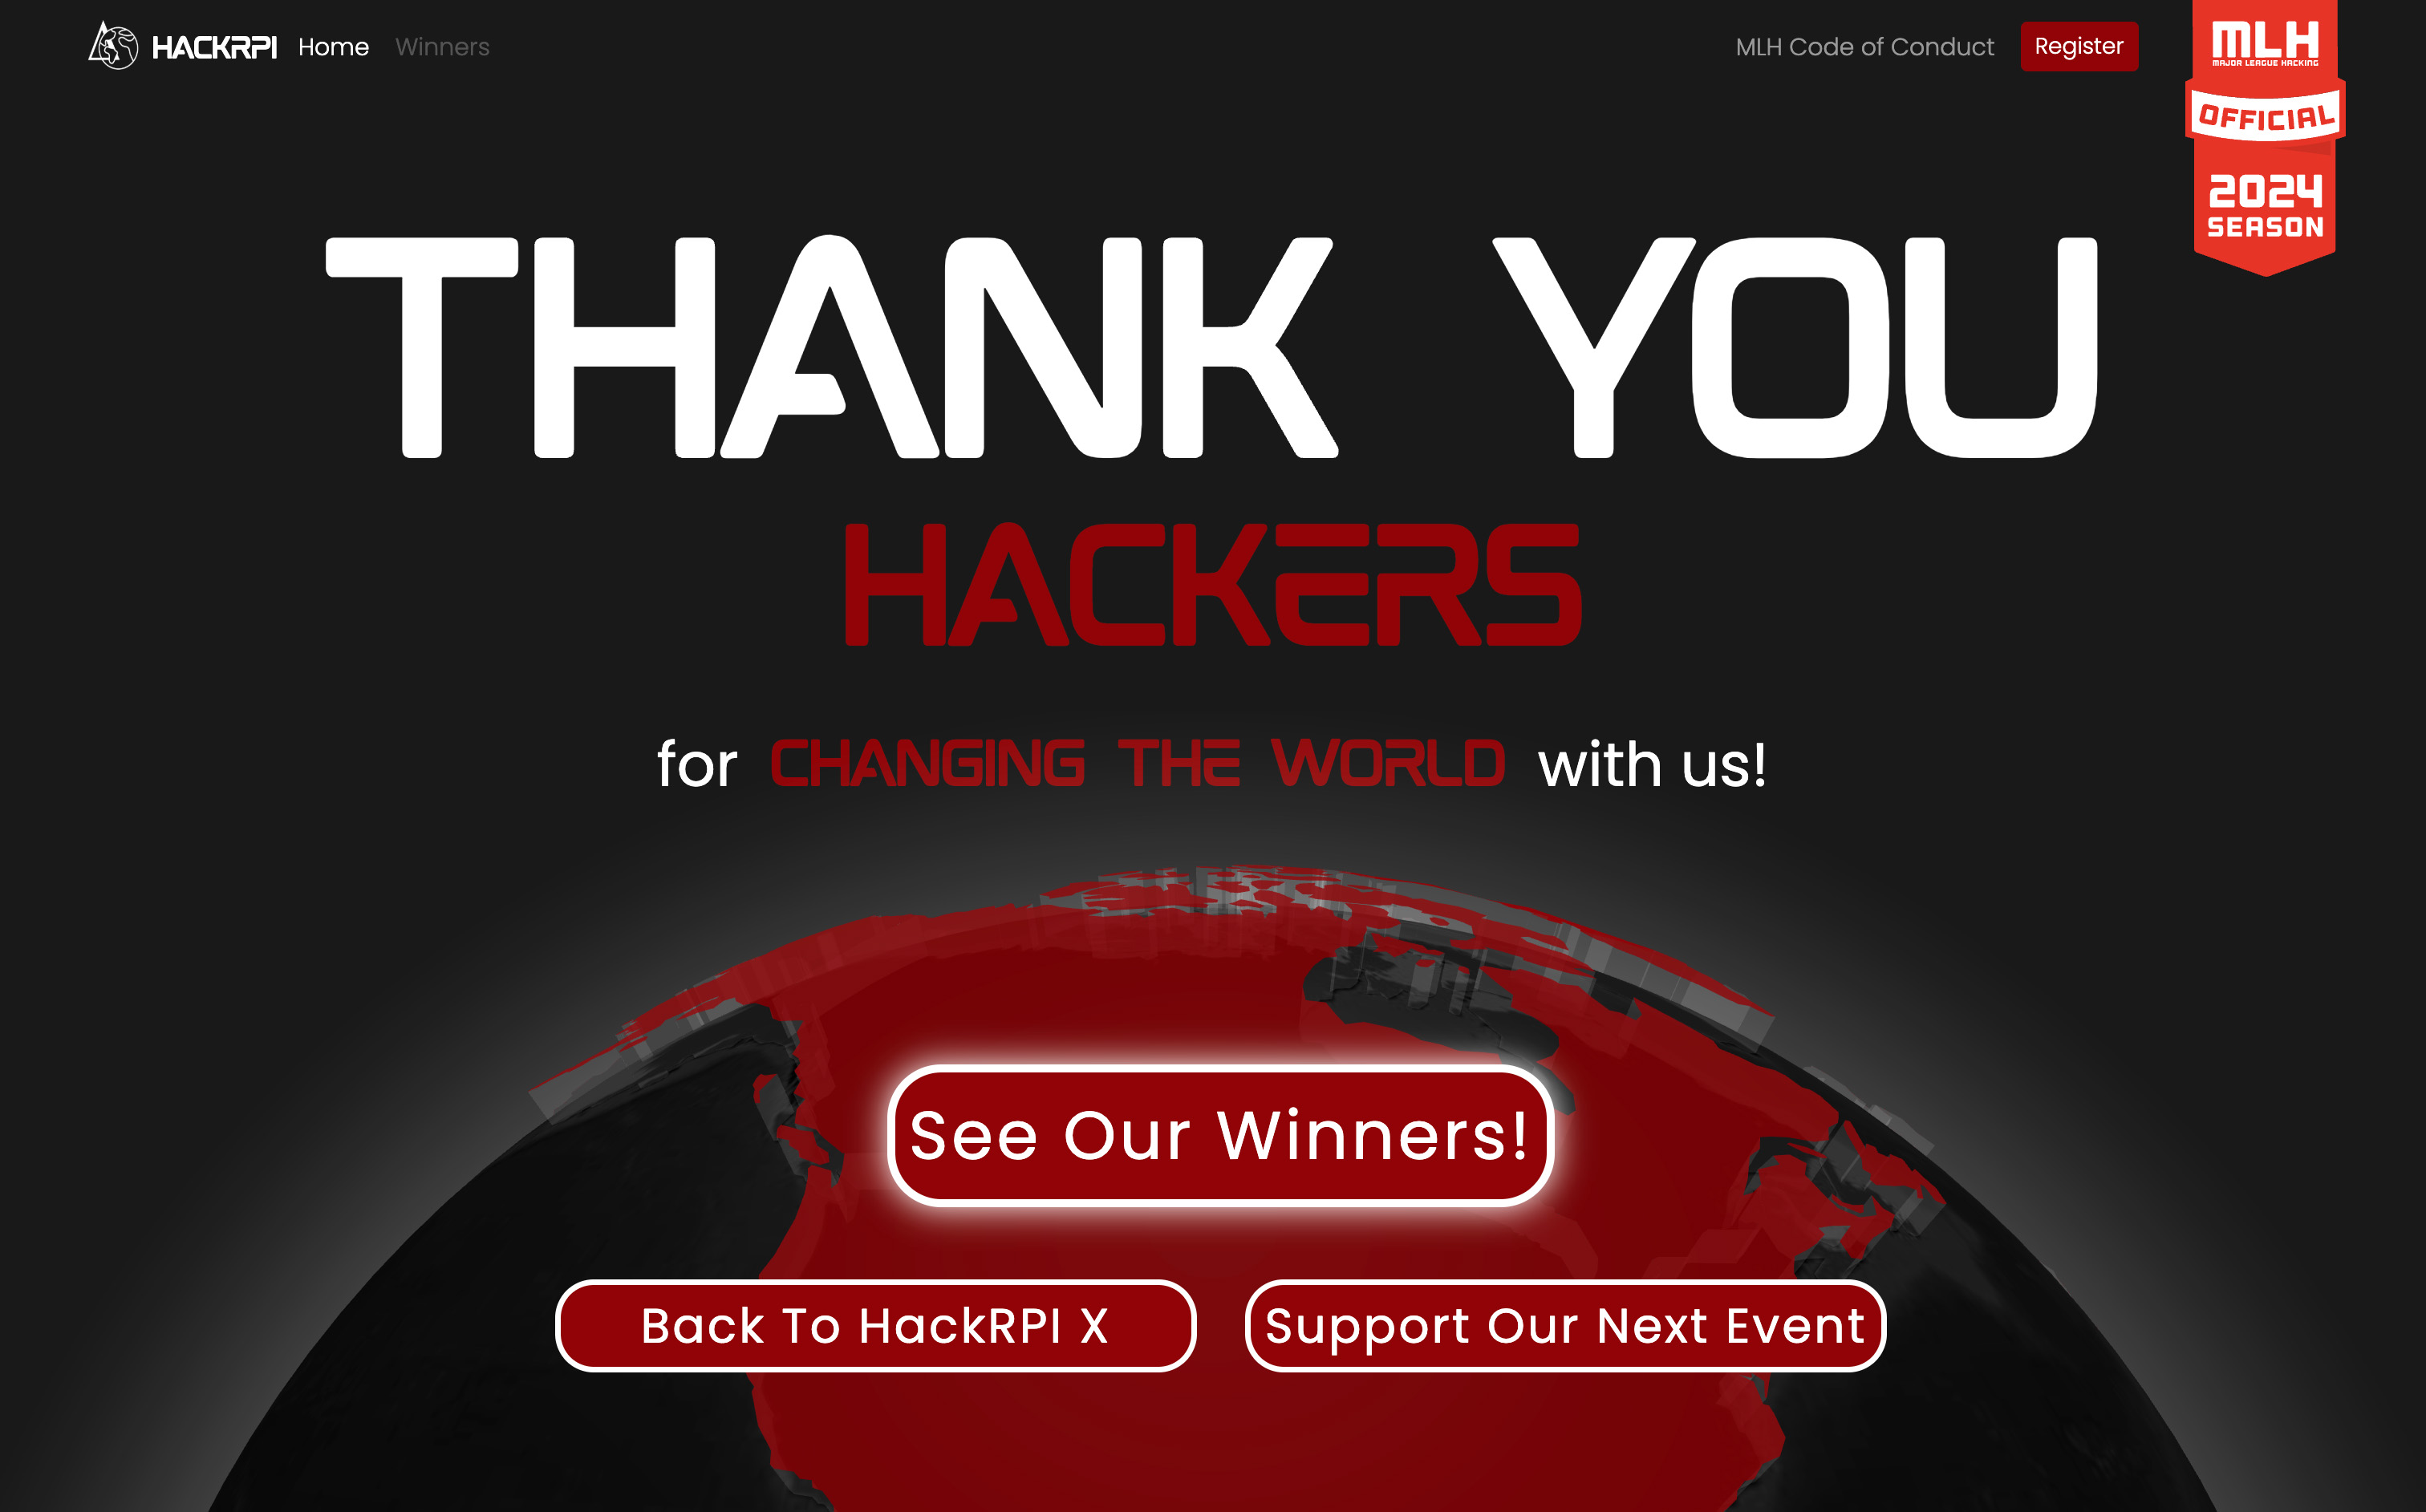 HACKRPI Home Winners MLH Code of Conduct Register
MLH
MAJOR LEAGUE HACKING
OFFICIAL
2024
SEASON
THANK YOU
HACKERS
for CHANGING THE WORLD with us!
See Our Winners!
Back To HackRPI X
Support Our Next Event